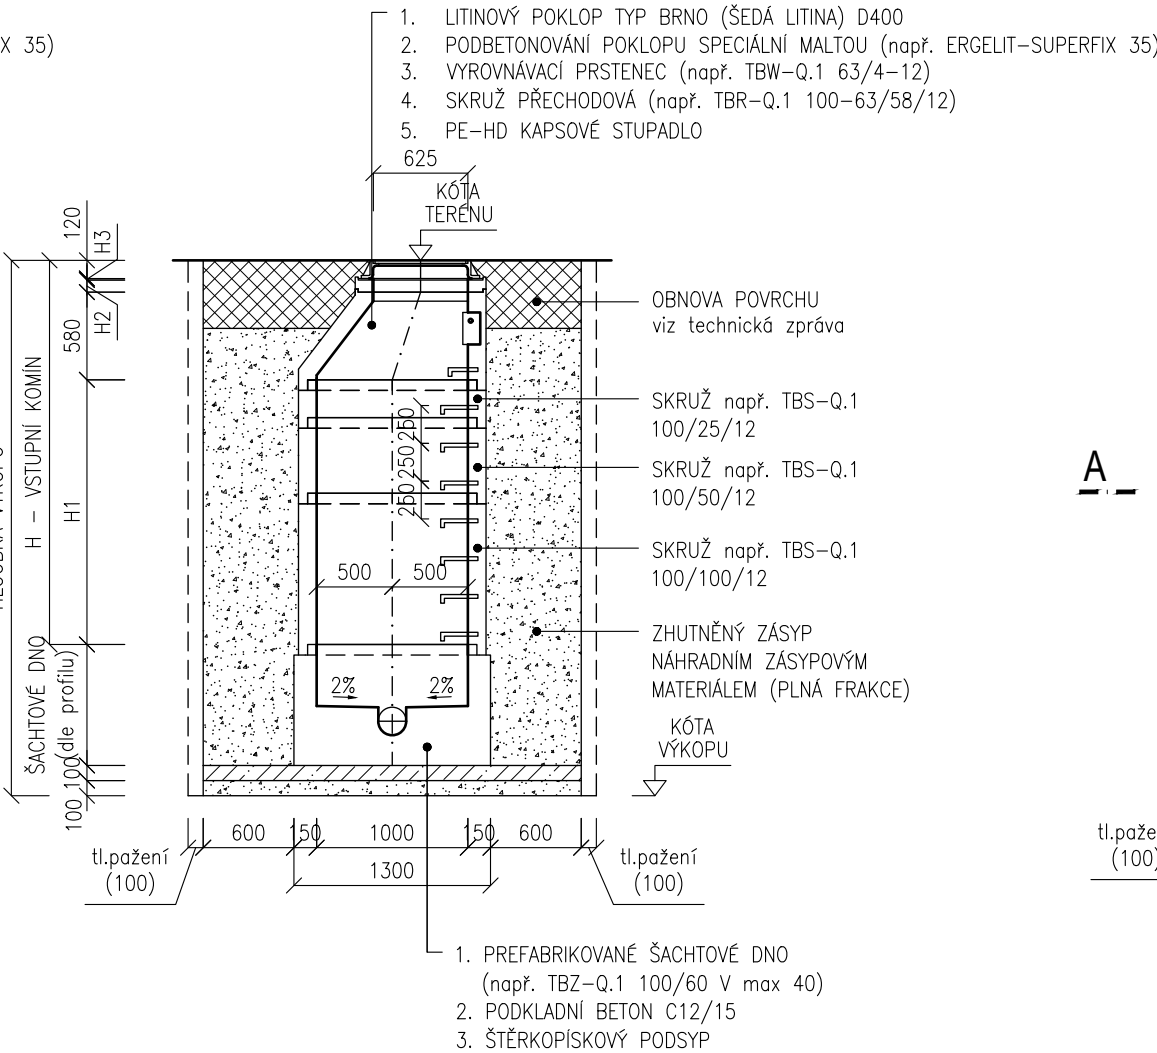 1. LITINOVÝ POKLOP TYP BRNO (ŠEDÁ LITINA) D400
X 35)
2. PODBETONOVÁNÍ POKLOPU SPECIÁLNÍ MALTOU (např. ERGELIT-SUPERFIX 35)
3. VYROVNÁVACÍ PRSTENEC (např. TBW-Q.1 63/4-12)
4. SKRUŽ PŘECHODOVÁ (např. TBR-Q.1 100-63/58/12)
5. PE-HD KAPSOVÉ STUPADLO
625
KÓTA
TERÉNU
120
H3
H2
580
H1
H - VSTUPNÍ KOMÍN
ŠACHTOVÉ DNO
(dle profilu)
100
100
OBNOVA POVRCHU
viz technická zpráva
SKRUŽ např. TBS-Q.1
100/25/12
SKRUŽ např. TBS-Q.1
100/50/12
SKRUŽ např. TBS-Q.1
100/100/12
250
250
250
500
500
2%
2%
ZHUTNĚNÝ ZÁSYP
NÁHRADNÍM ZÁSYPOVÝM
MATERIÁLEM (PLNÁ FRAKCE)
KÓTA
VÝKOPU
A
600
150
1000
150
600
1300
tl.pažení
(100)
tl.pažení
(100)
(100)
1. PREFABRIKOVANÉ ŠACHTOVÉ DNO
(např. TBZ-Q.1 100/60 V max 40)
2. PODKLADNÍ BETON C12/15
3. ŠTĚRKOPÍSKOVÝ PODSYP